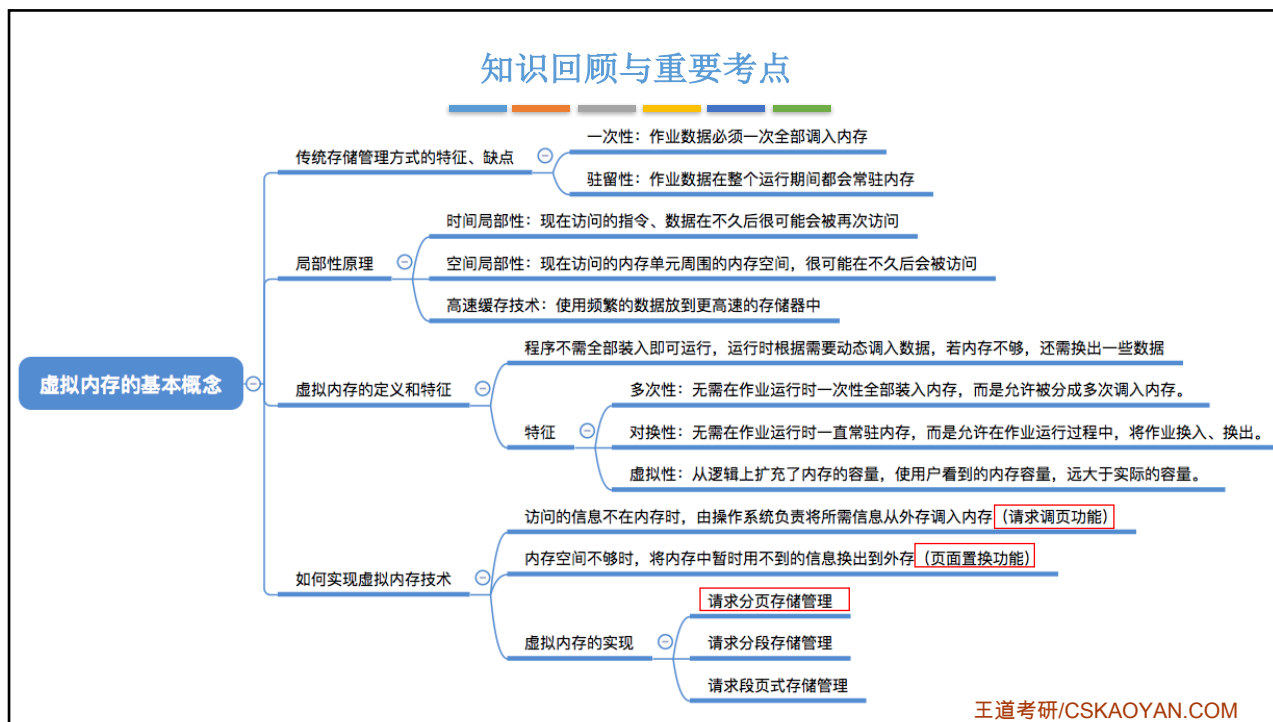 知识回顾与重要考点
一次性：作业数据必须一次全部调入内存
传统存储管理方式的特征、缺点
驻留性：作业数据在整个运行期间都会常驻内存
时间局部性：现在访问的指令、数据在不久后很可能会被再次访问
局部性原理
空间局部性：现在访问的内存单元周围的内存空间，很可能在不久后会被访问
高速缓存技术：使用频繁的数据放到更高速的存储器中
虚拟内存的基本概念
程序不需全部装入即可运行，运行时根据需要动态调入数据，若内存不够，还需换出一些数据
虚拟内存的定义和特征
多次性：无需在作业运行时一次性全部装入内存，而是允许被分成多次调入内存。
特征
对换性：无需在作业运行时一直常驻内存，而是允许在作业运行过程中，将作业换入、换出。
虚拟性：从逻辑上扩充了内存的容量，使用户看到的内存容量，远大于实际的容量。
访问的信息不在内存时，由操作系统负责将所需信息从外存调入内存（请求调页功能）
内存空间不够时，将内存中暂时用不到的信息换出到外存（页面置换功能）
如何实现虚拟内存技术
请求分页存储管理
虚拟内存的实现
请求分段存储管理
请求段页式存储管理
王道考研/CSKAOYAN.COM